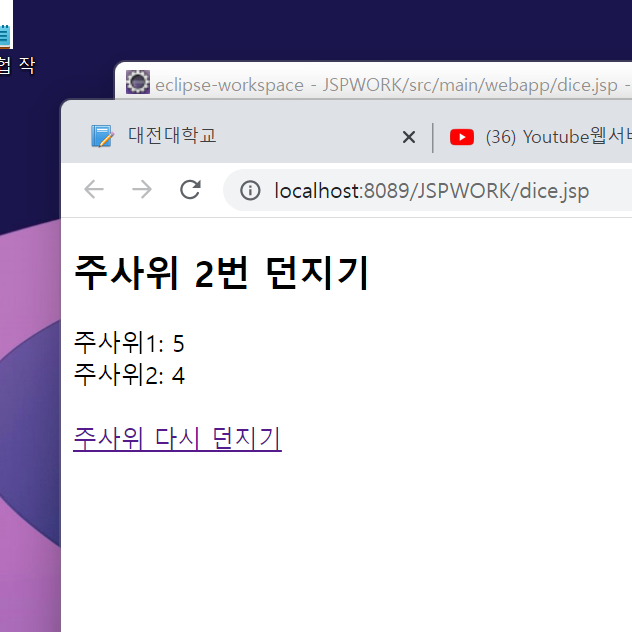 험 작
eclipse-workspace - JSPWORK/src/main/webapp/dice.jsp -
대전대학교
(36) Youtube웹서버
localhost:8089/JSPWORK/dice.jsp
주사위 2번 던지기
주사위1: 5
주사위2: 4
주사위 다시 던지기